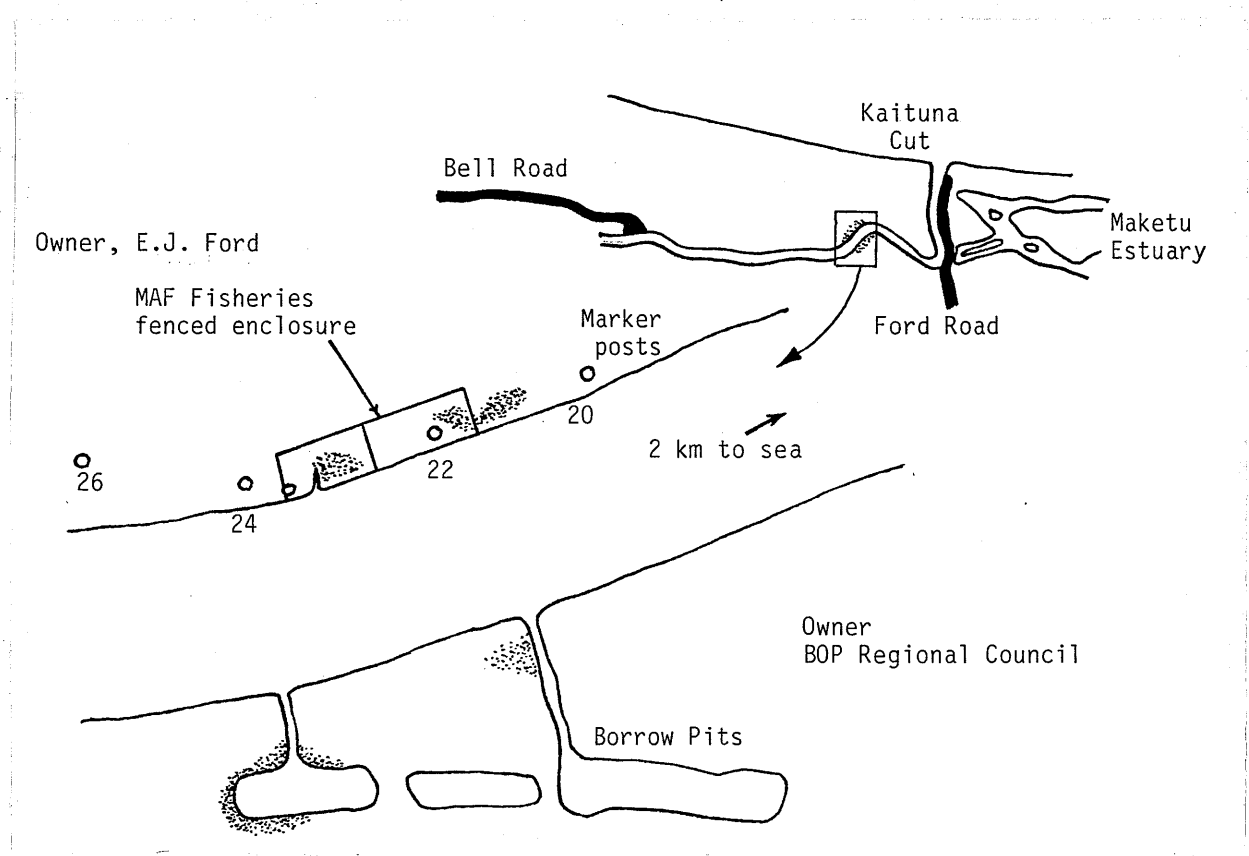 Kaituna
Cut
Bell Road
Maketu
Estuary
Owner, E.J. Ford
MAF Fisheries
fenced enclosure
Marker
posts
Ford Road
20
2 km to sea
22
26
24
Owner
BOP Regional Council
Borrow Pits